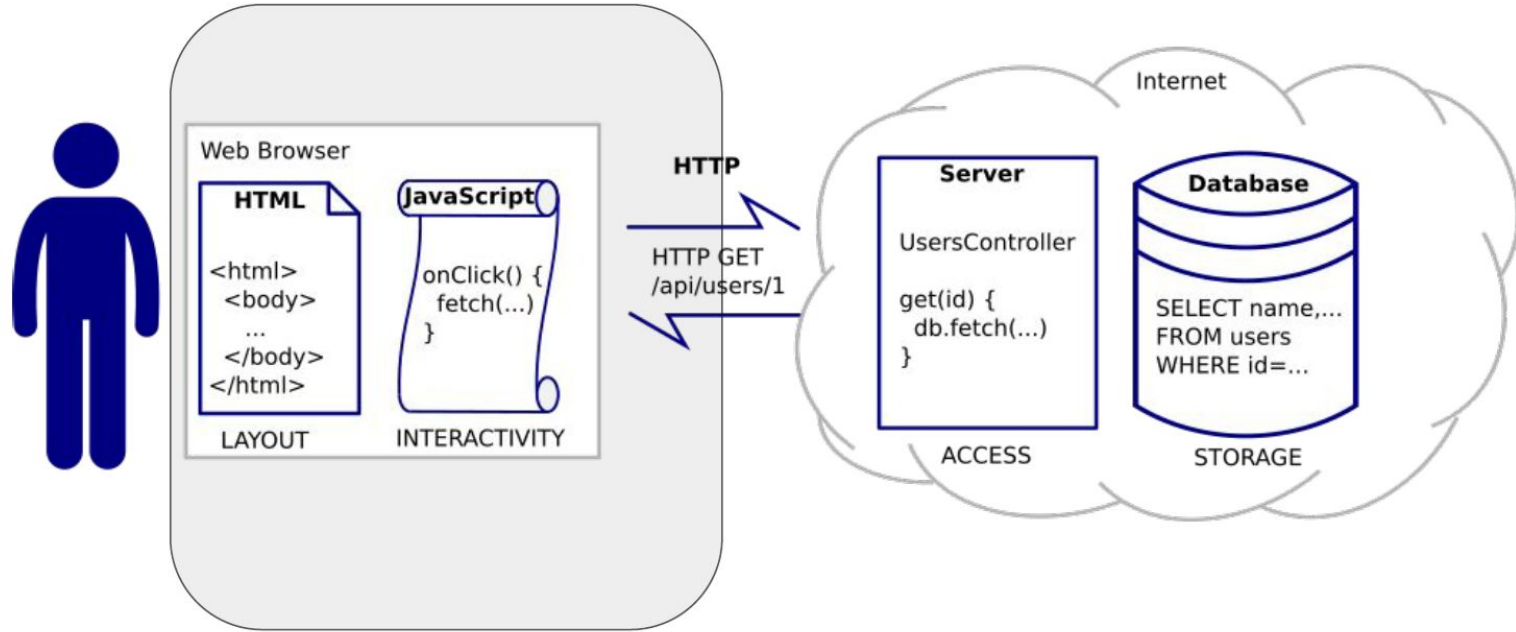 Web Browser
HTML
<html>
<body>
...
</body>
</html>
LAYOUT
JavaScript
onClick() {
fetch(...)
}
INTERACTIVITY
HTTP
HTTP GET
/api/users/1
Internet
Server
UsersController
get(id) {
db.fetch(...)
}
ACCESS
Database
SELECT name,...
FROM users
WHERE id=...
STORAGE